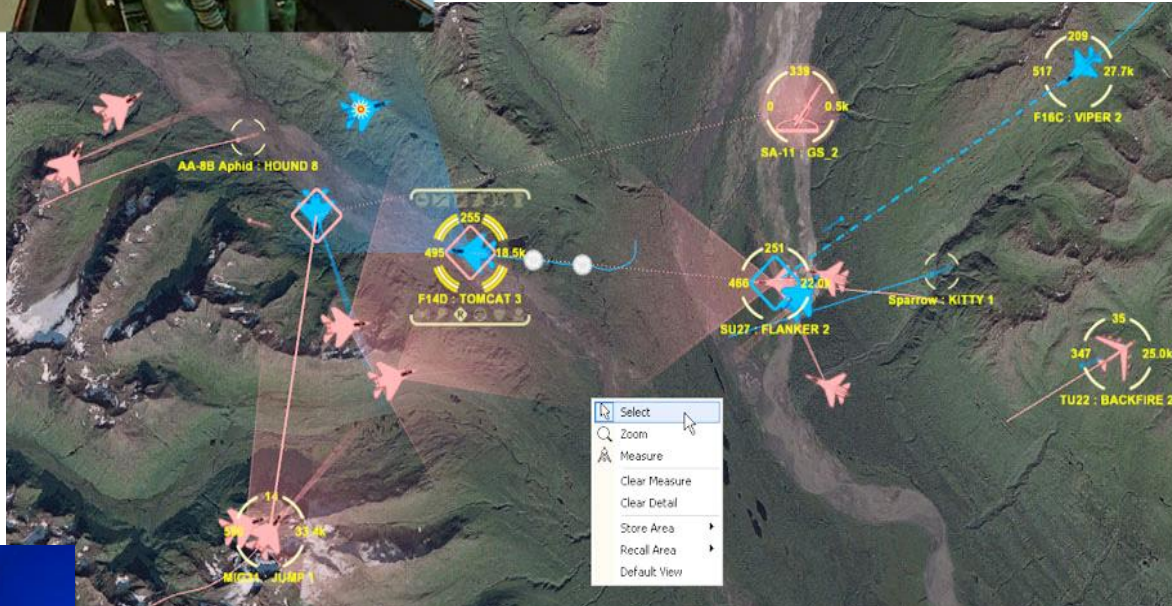 209
517 27.7k
F16C : VIPER 2
339
0 0.5k
SA-11 : GS_2
AA-8B Aphid : HOUND 8
255
495 18.5k
F14D : TOMCAT 3
251
466 22.0k
SU27 : FLANKER 2
Sparrow : KITTY 1
35
347 25.0k
TU22 : BACKFIRE 2
Select
Zoom
Measure
Clear Measure
Clear Detail
Store Area
Recall Area
Default View
14
33.4k
MIG31 : JUMP 1